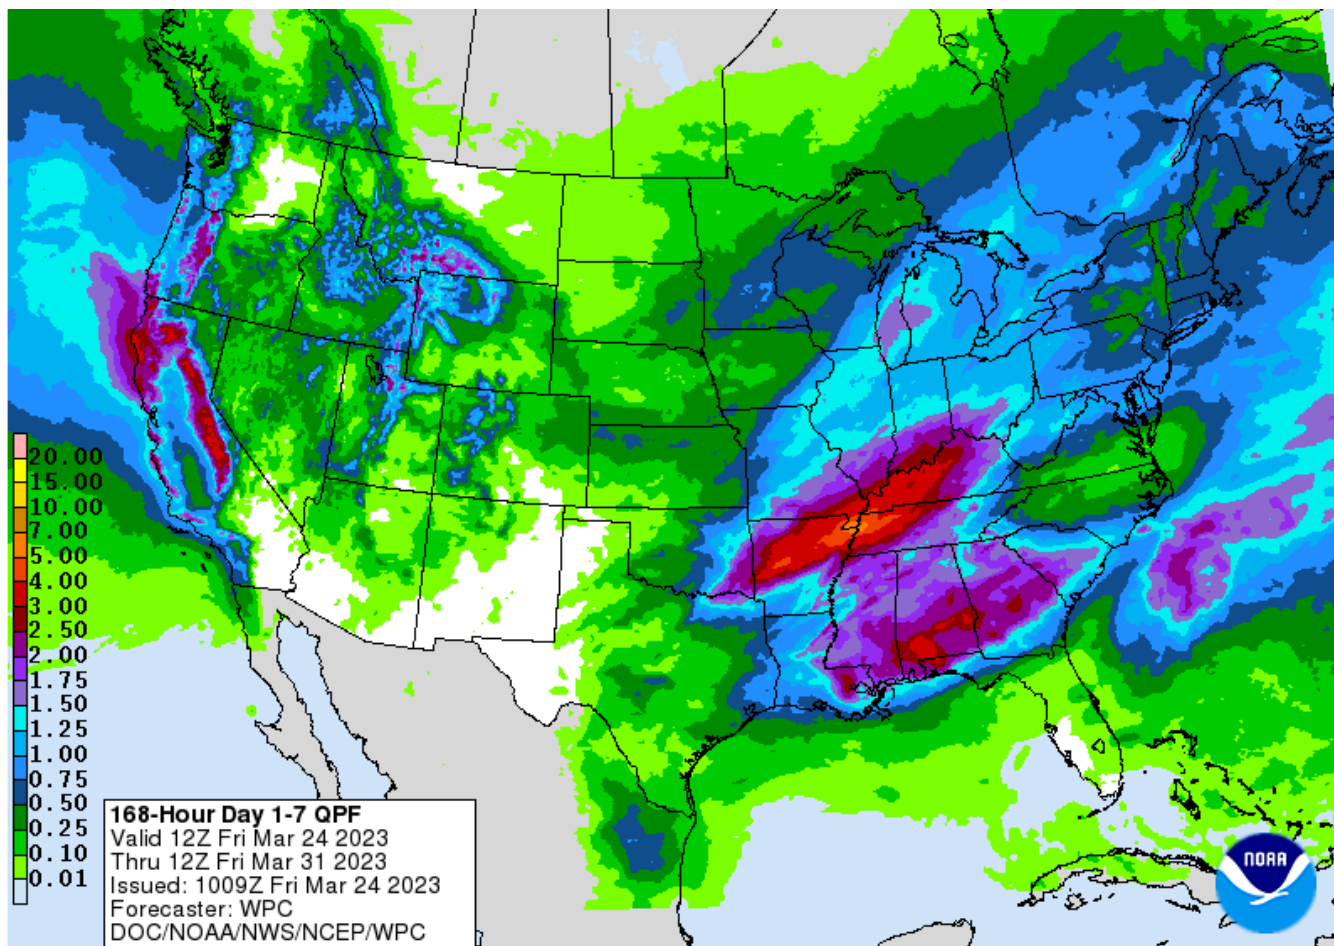 20.00
15.00
10.00
7.00
5.00
4.00
3.00
2.50
2.00
1.75
1.50
1.25
1.00
0.75
0.50
0.25
0.10
0.01
168-Hour Day 1-7 QPF
Valid 12Z Fri Mar 24 2023
Thru 12Z Fri Mar 31 2023
Issued: 1009Z Fri Mar 24 2023
Forecaster: WPC
DOC/NOAA/NWS/NCEP/WPC
NOAA